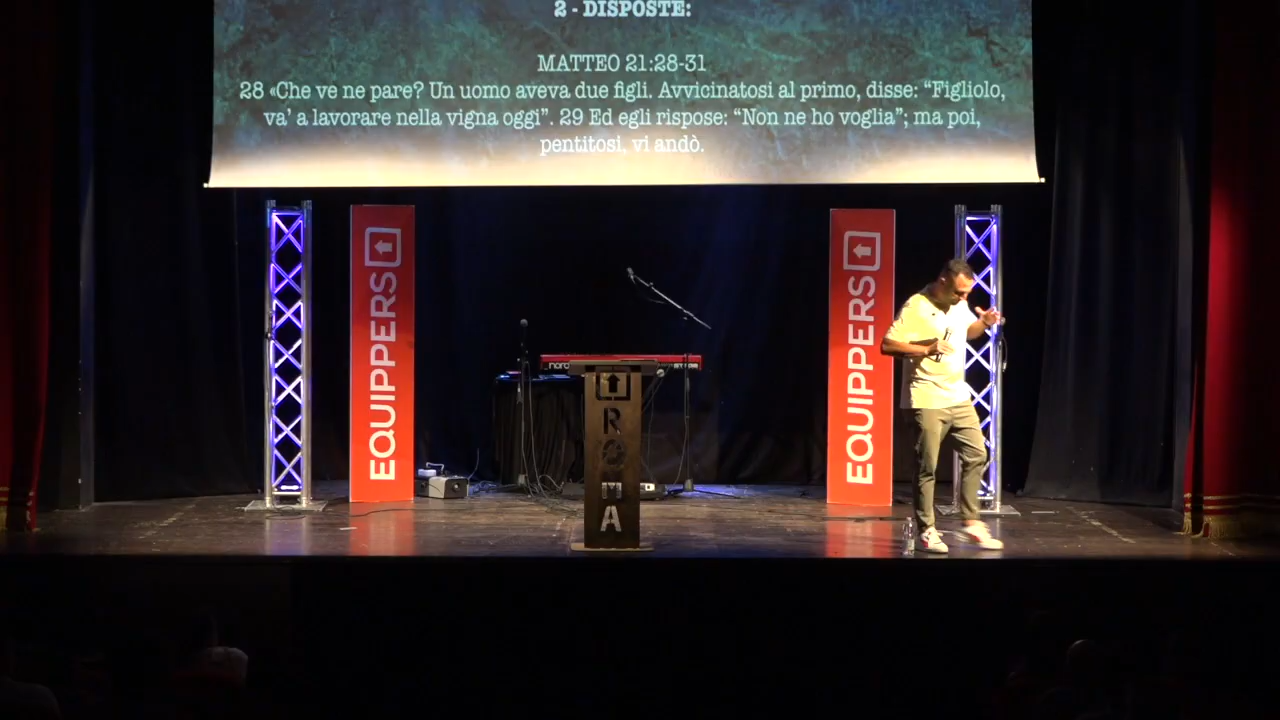 2 - DISPOSTE:
MATTEO 21:28-31
28 «Che ve ne pare? Un uomo aveva due figli. Avvicinatosi al primo, disse: “Figliolo,
va’ a lavorare nella vigna oggi”. 29 Ed egli rispose: “Non ne ho voglia”; ma poi,
pentitosi, vi andò.
EQUIPPERS
EQUIPPERS
nord
ROMA